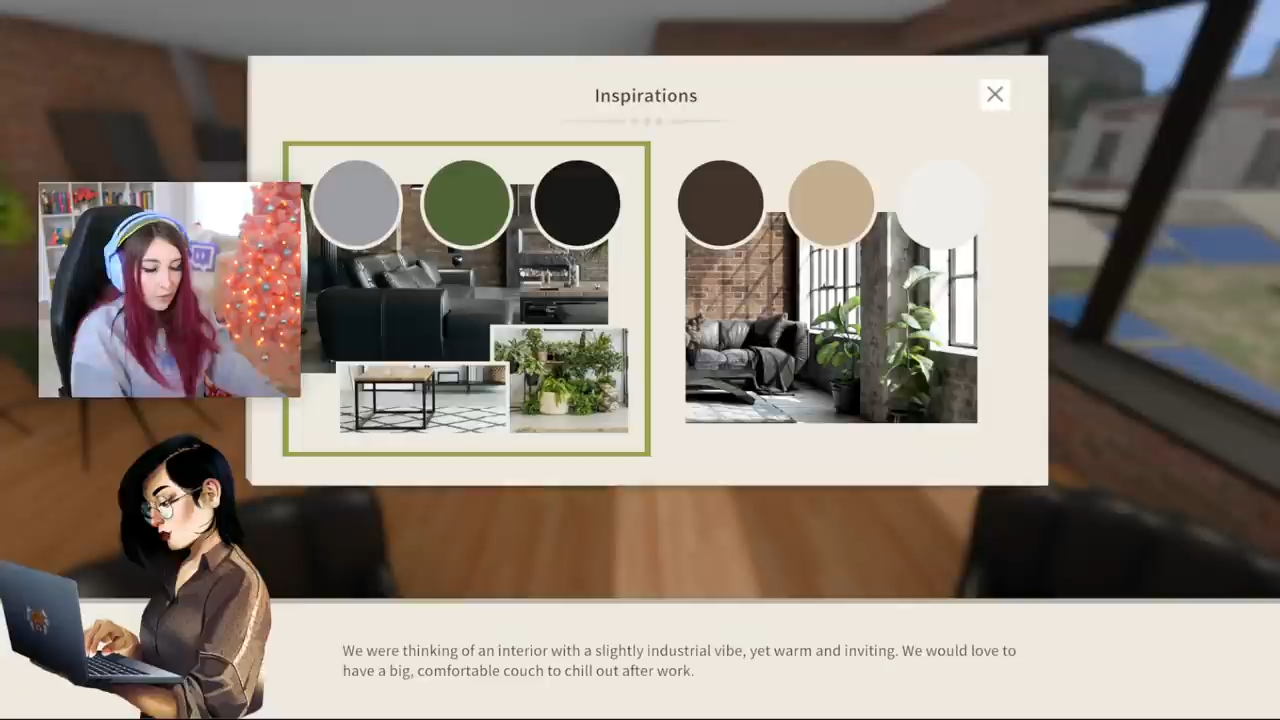 Inspirations
We were thinking of an interior with a slightly industrial vibe, yet warm and inviting. We would love to
have a big, comfortable couch to chill out after work.